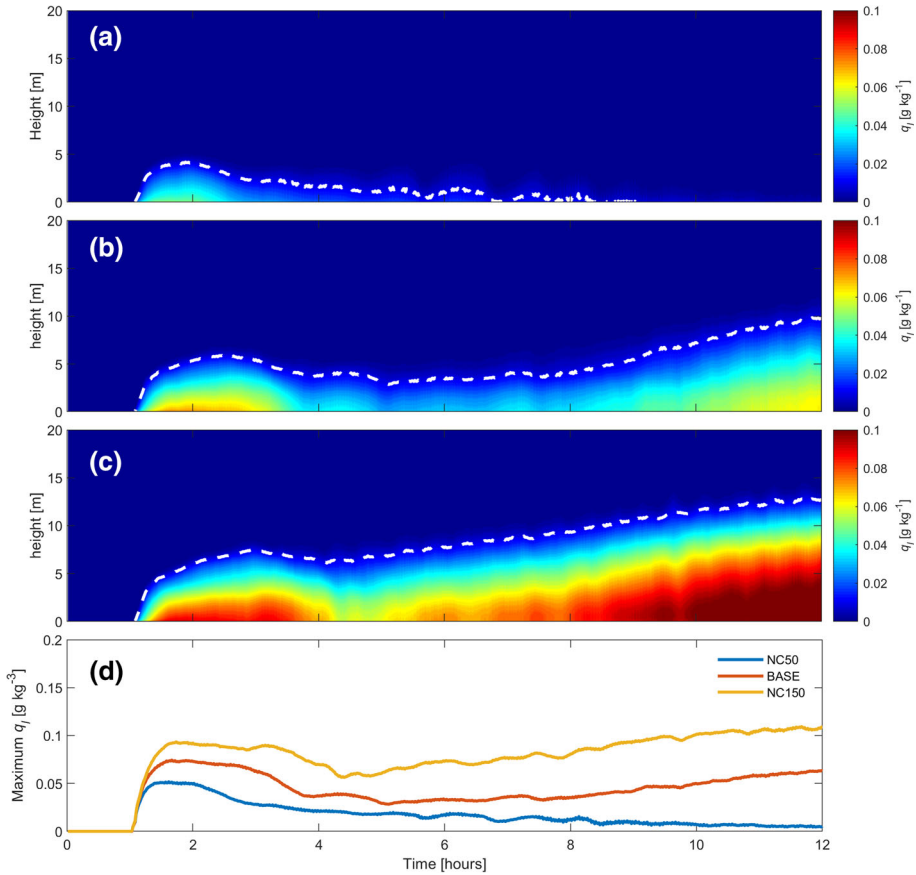 20
15
10
5
0
Height [m]
(a)
0.1
0.08
0.06
0.04
0.02
0
q_l [g kg⁻¹]
20
15
10
5
0
height [m]
(b)
0.1
0.08
0.06
0.04
0.02
0
q_l [g kg⁻¹]
20
15
10
5
0
height [m]
(c)
0.1
0.08
0.06
0.04
0.02
0
q_l [g kg⁻¹]
0.2
0.15
0.1
0.05
0
Maximum q_l [g kg⁻³]
(d)
NC50
BASE
NC150
0 2 4 6 8 10 12
Time [hours]